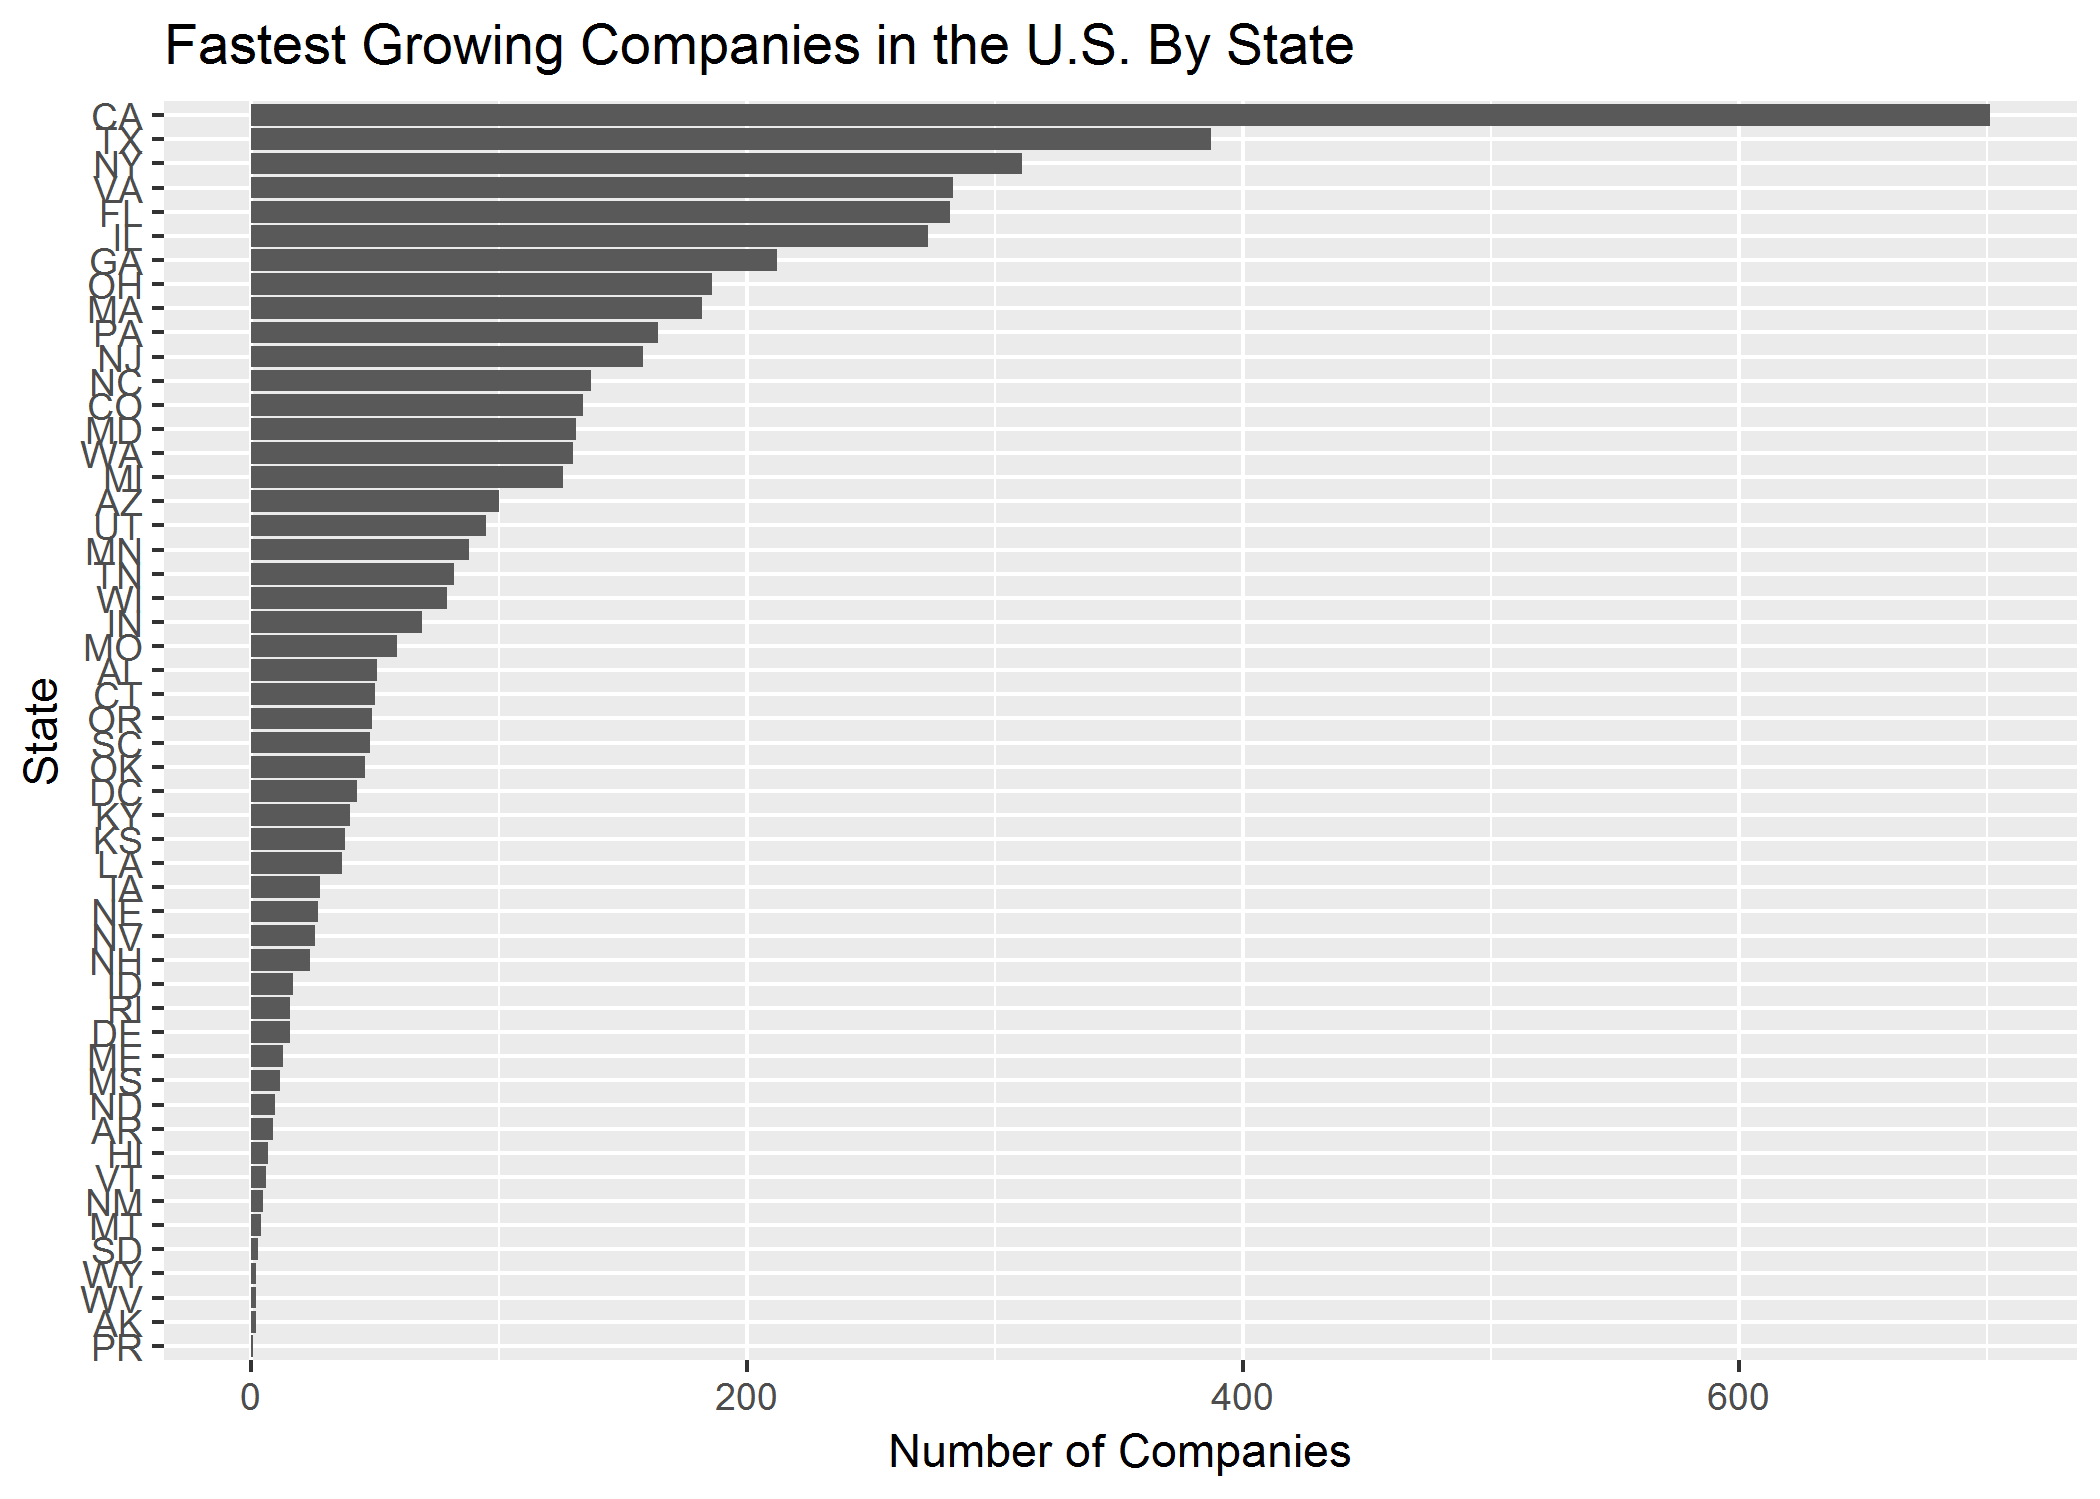 Fastest Growing Companies in the U.S. By State
CA
TX
NY
VA
FL
IL
GA
OH
MA
PA
NJ
NC
CO
MD
WA
MI
AZ
UT
MN
TN
WI
IN
MO
AL
CT
OR
SC
OK
DC
KY
KS
LA
IA
NE
NV
NH
ID
RI
DE
ME
MS
ND
AR
HI
VT
NM
MT
SD
WY
WV
AK
PR
State
0 200 400 600
Number of Companies